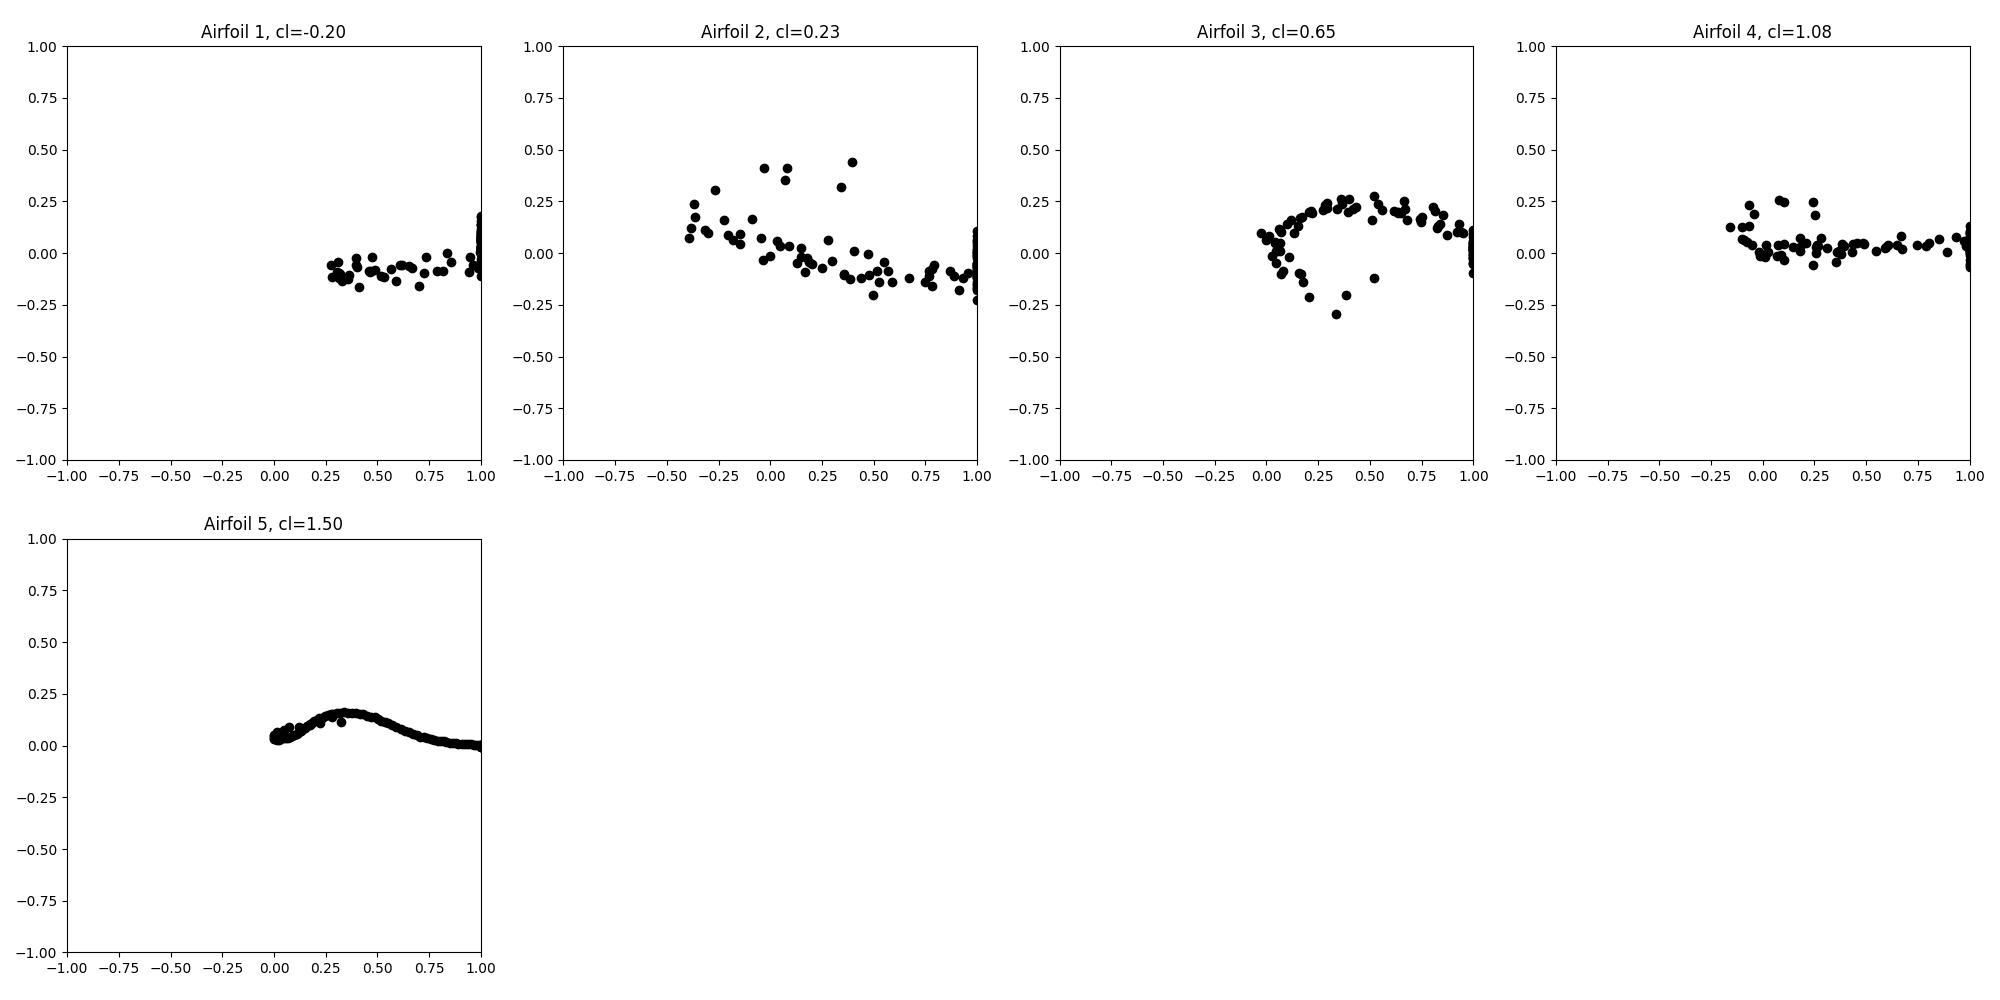 Airfoil 1, cl=-0.20
Airfoil 2, cl=0.23
Airfoil 3, cl=0.65
Airfoil 4, cl=1.08
1.00 1.00 1.00 1.00
0.75 0.75 0.75 0.75
0.50 0.50 0.50 0.50
0.25 0.25 0.25 0.25
0.00 0.00 0.00 0.00
−0.25 −0.25 −0.25 −0.25
−0.50 −0.50 −0.50 −0.50
−0.75 −0.75 −0.75 −0.75
−1.00 −1.00 −1.00 −1.00
−1.00 −0.75 −0.50 −0.25 0.00 0.25 0.50 0.75 1.00
−1.00 −0.75 −0.50 −0.25 0.00 0.25 0.50 0.75 1.00
−1.00 −0.75 −0.50 −0.25 0.00 0.25 0.50 0.75 1.00
−1.00 −0.75 −0.50 −0.25 0.00 0.25 0.50 0.75 1.00
Airfoil 5, cl=1.50
1.00
0.75
0.50
0.25
0.00
−0.25
−0.50
−0.75
−1.00
−1.00 −0.75 −0.50 −0.25 0.00 0.25 0.50 0.75 1.00